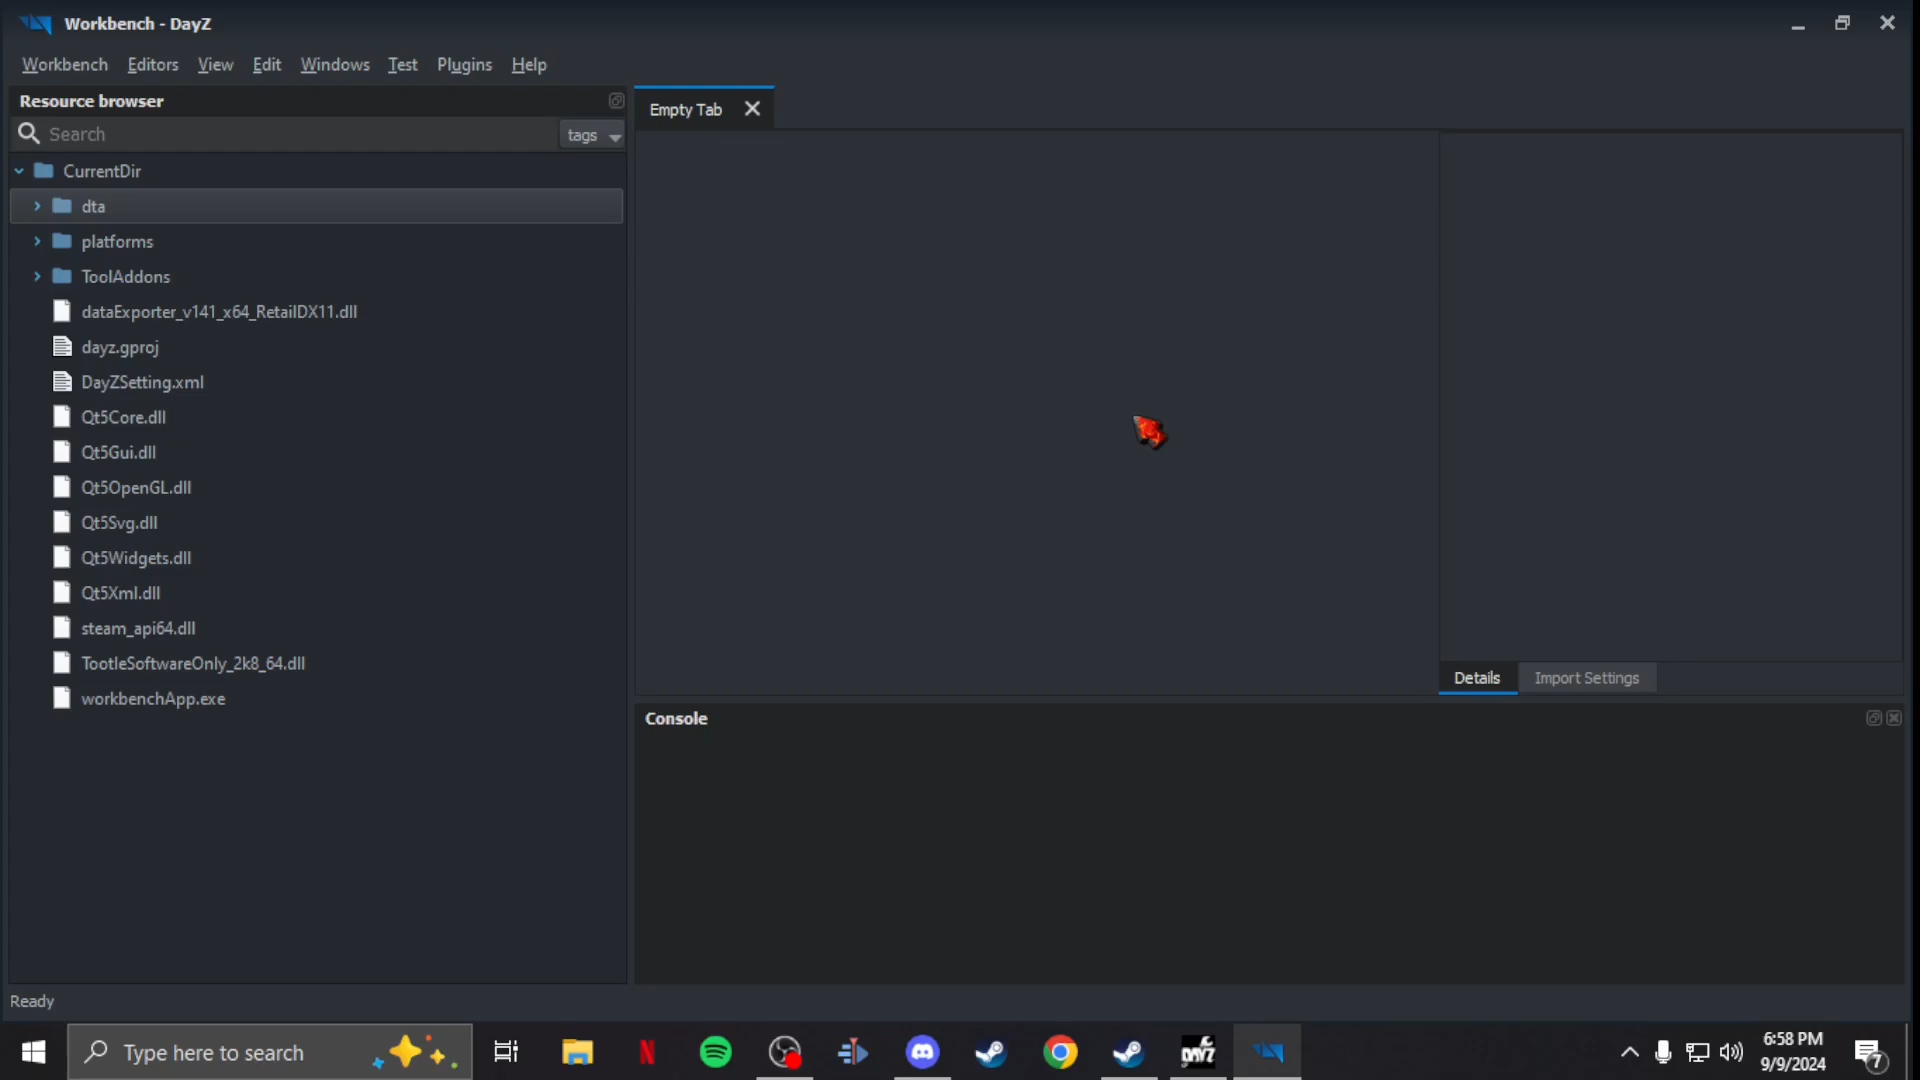 Workbench - DayZ
Workbench Editors View Edit Windows Test Plugins Help
Resource browser
Empty Tab
Search
tags
CurrentDir
dta
platforms
ToolAddons
dataExporter_v141_x64_RetailDX11.dll
dayz.gproj
DayZSetting.xml
Qt5Core.dll
Qt5Gui.dll
Qt5OpenGL.dll
Qt5Svg.dll
Qt5Widgets.dll
Qt5Xml.dll
steam_api64.dll
TootleSoftwareOnly_2k8_64.dll
workbenchApp.exe
Details Import Settings
Console
Ready
Type here to search
N
DAYZ
6:58 PM
9/9/2024
7